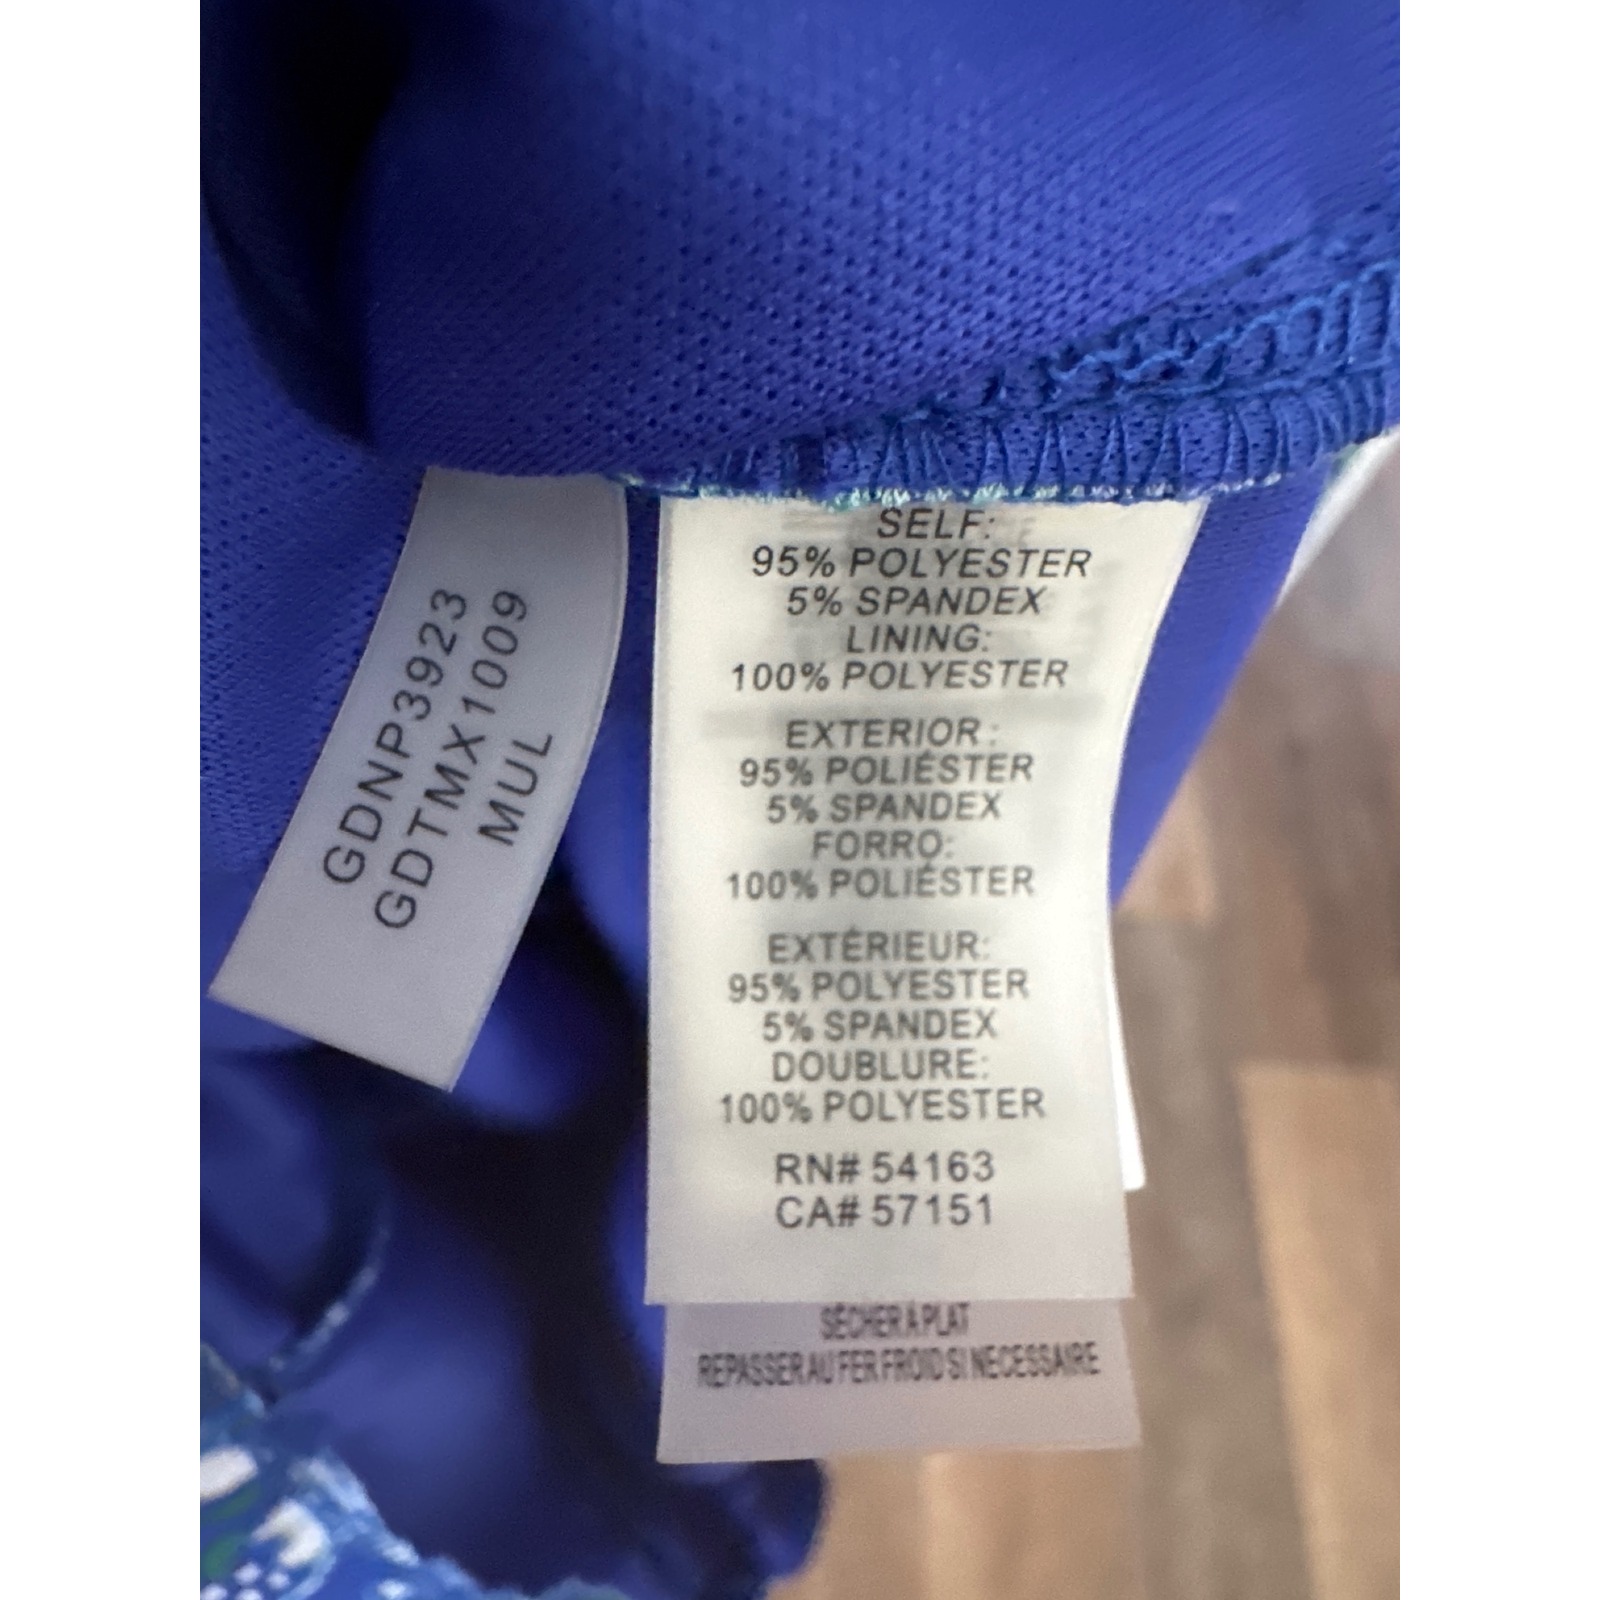 GDNP3923
GDTMX1009
MUL
SELF:
95% POLYESTER
5% SPANDEX
LINING:
100% POLYESTER
EXTERIOR:
95% POLIÉSTER
5% SPANDEX
FORRO:
100% POLIÉSTER
EXTÉRIEUR:
95% POLYESTER
5% SPANDEX
DOUBLURE:
100% POLYESTER
RN# 54163
CA# 57151
SÉCHER À PLAT
REPASSER AU FER FROID SI NECESSAIRE